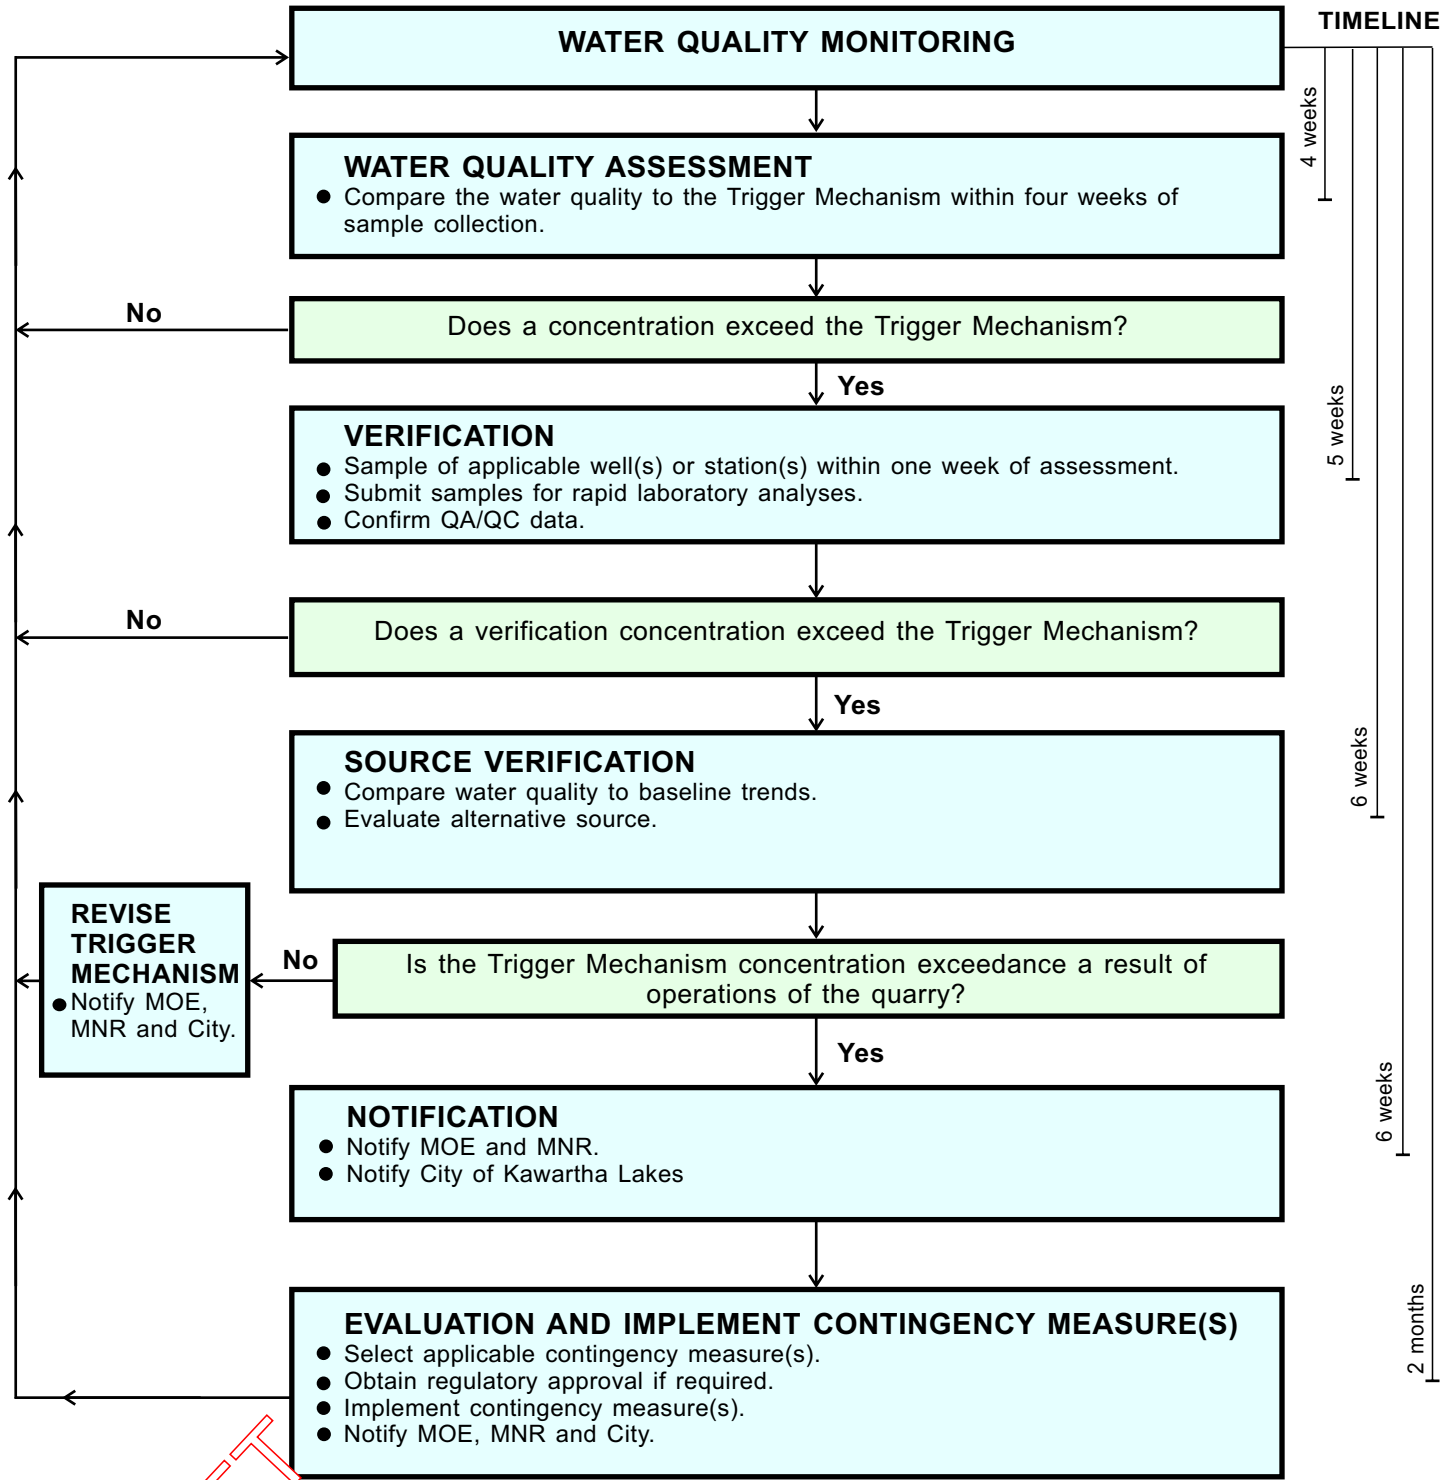 TIMELINE
WATER QUALITY MONITORING
4 weeks
WATER QUALITY ASSESSMENT
● Compare the water quality to the Trigger Mechanism within four weeks of
sample collection.
No
Does a concentration exceed the Trigger Mechanism?
Yes
5 weeks
VERIFICATION
● Sample of applicable well(s) or station(s) within one week of assessment.
● Submit samples for rapid laboratory analyses.
● Confirm QA/QC data.
No
Does a verification concentration exceed the Trigger Mechanism?
Yes
6 weeks
SOURCE VERIFICATION
● Compare water quality to baseline trends.
● Evaluate alternative source.
REVISE
TRIGGER
MECHANISM
● Notify MOE,
MNR and City.
No
Is the Trigger Mechanism concentration exceedance a result of
operations of the quarry?
Yes
6 weeks
NOTIFICATION
● Notify MOE and MNR.
● Notify City of Kawartha Lakes
2 months
EVALUATION AND IMPLEMENT CONTINGENCY MEASURE(S)
● Select applicable contingency measure(s).
● Obtain regulatory approval if required.
● Implement contingency measure(s).
● Notify MOE, MNR and City.